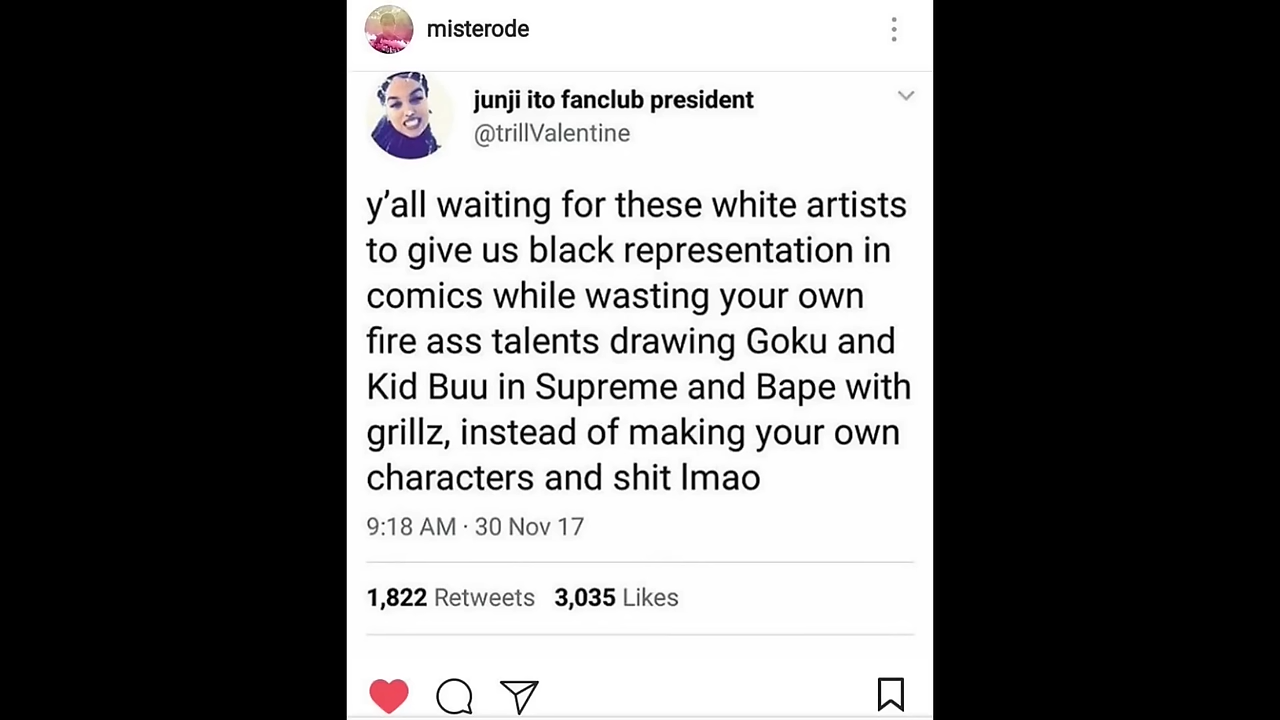 misterode
junji ito fanclub president
@trillValentine
y'all waiting for these white artists
to give us black representation in
comics while wasting your own
fire ass talents drawing Goku and
Kid Buu in Supreme and Bape with
grillz, instead of making your own
characters and shit lmao
9:18 AM · 30 Nov 17
1,822 Retweets 3,035 Likes